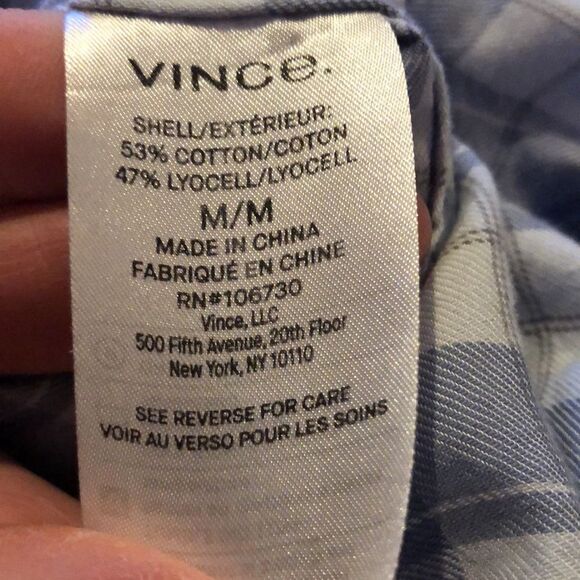 VINCe.
SHELL/EXTÉRIEUR:
53% COTTON/COTON
47% LYOCELL/LYOCELL
M/M
MADE IN CHINA
FABRIQUÉ EN CHINE
RN#106730
Vince, LLC
500 Fifth Avenue, 20th Floor
New York, NY 10110
SEE REVERSE FOR CARE
VOIR AU VERSO POUR LES SOINS